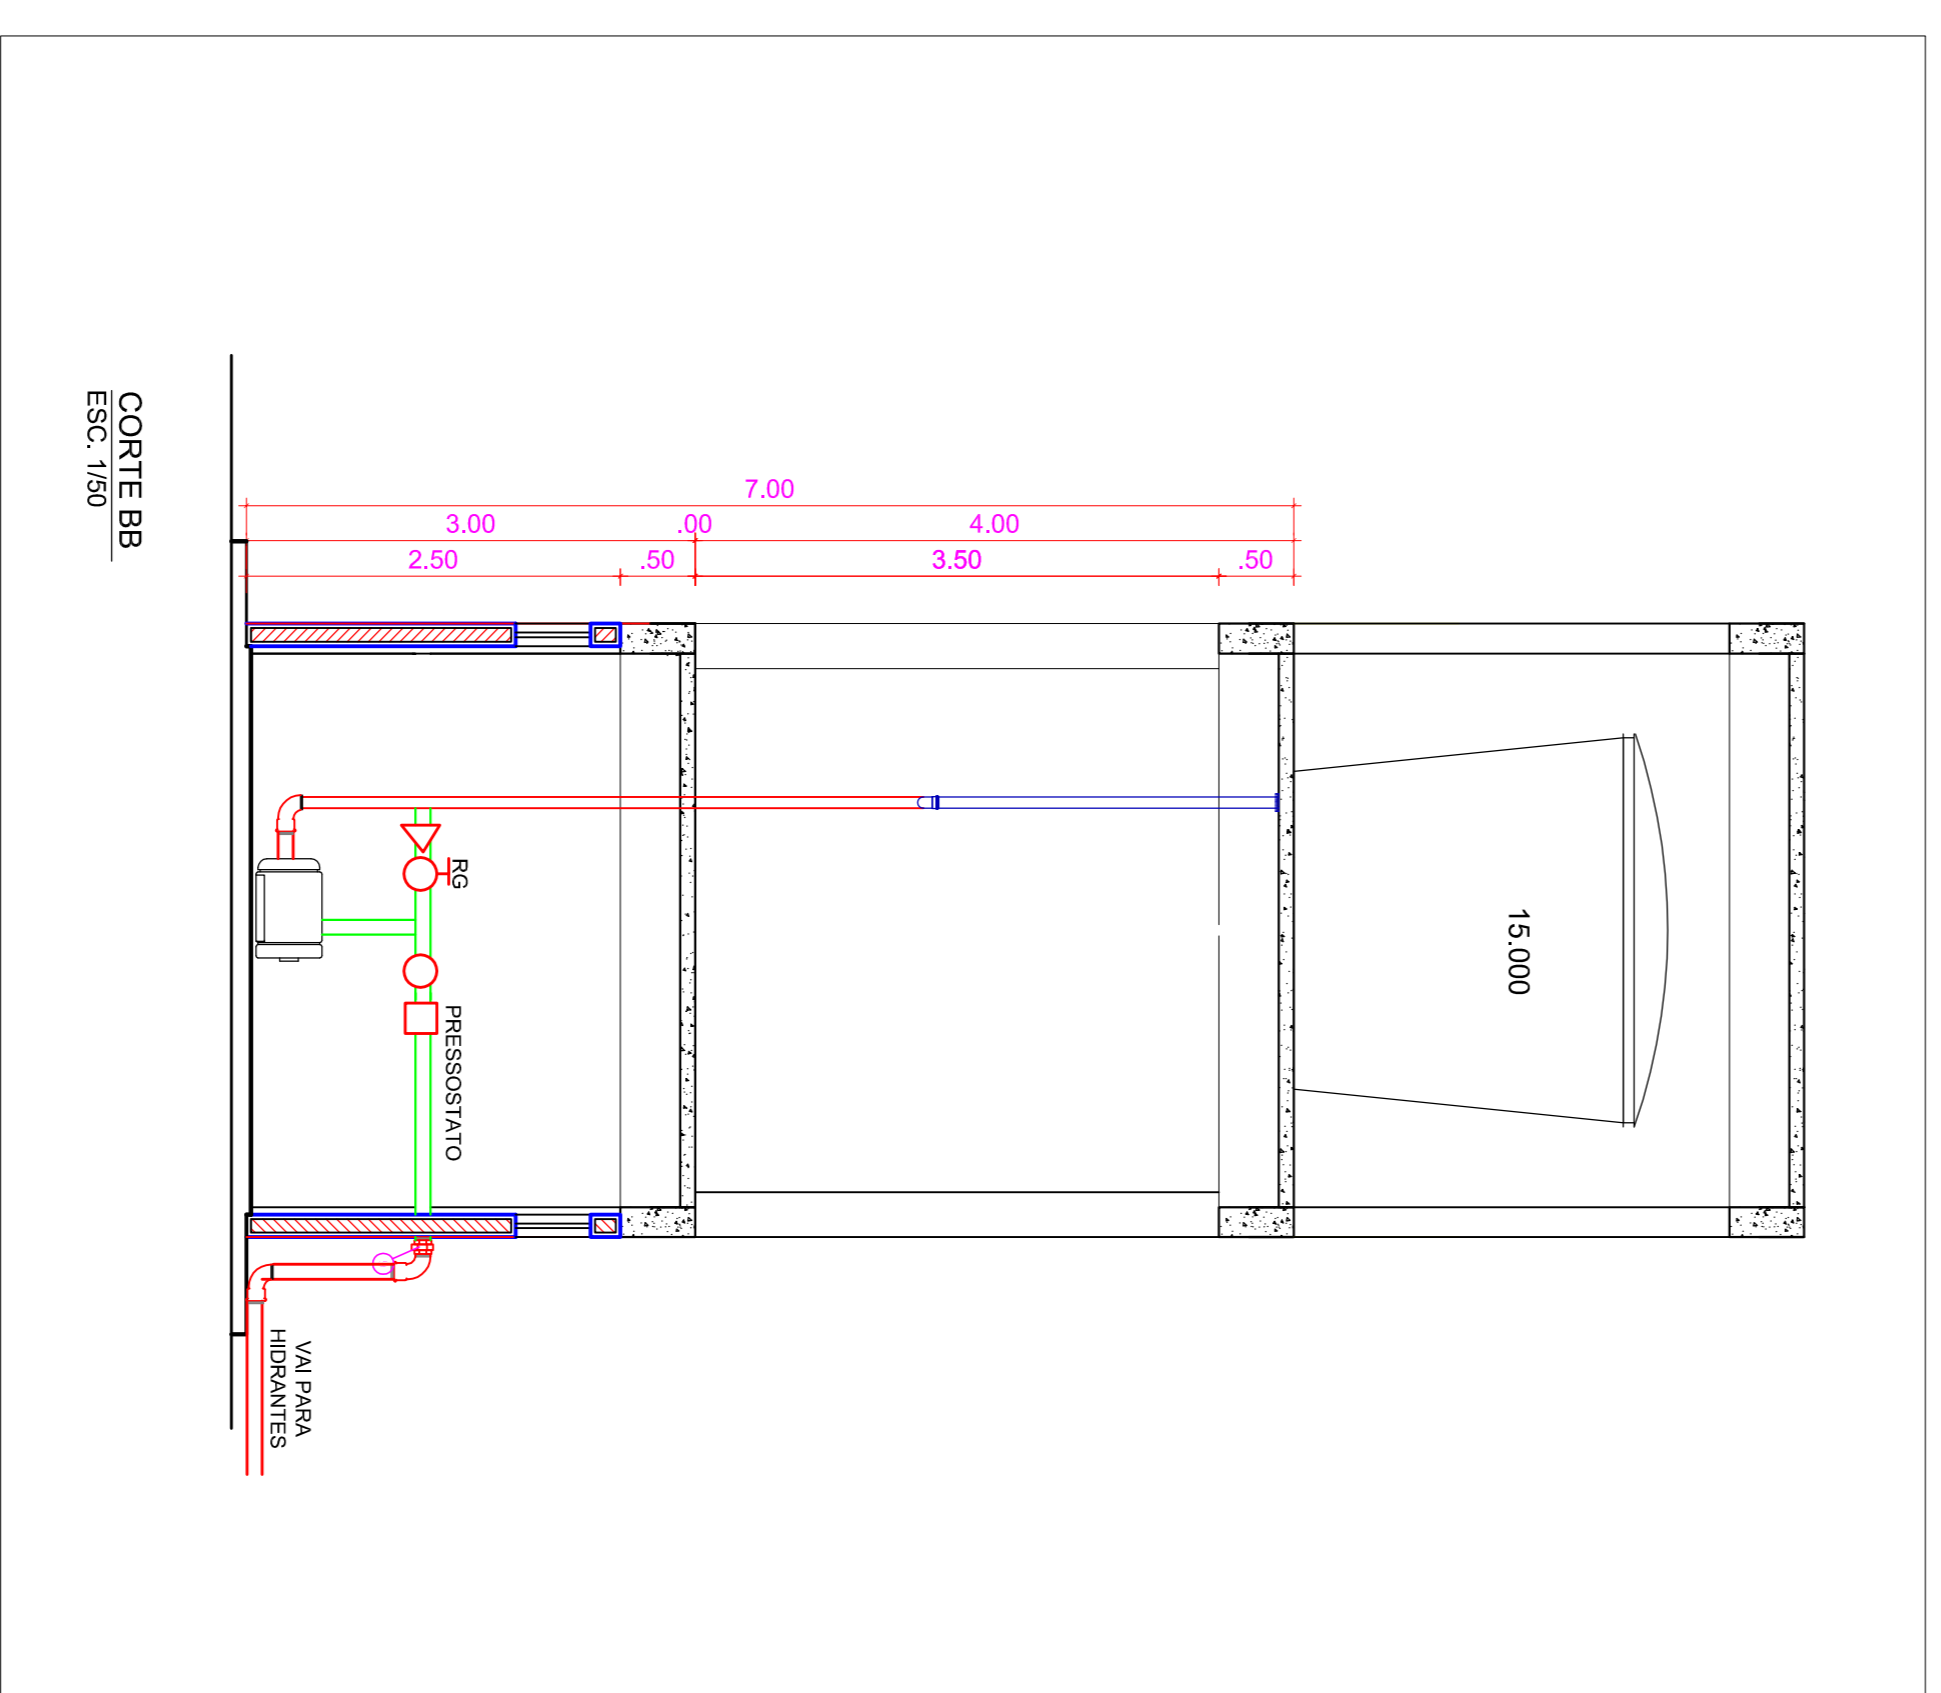 7.00
3.00
.00
4.00
2.50
.50
3.50
.50
15.000
RG
PRESSOSTATO
VAI PARA
HIDRANTES
CORTE BB
ESC. 1/50